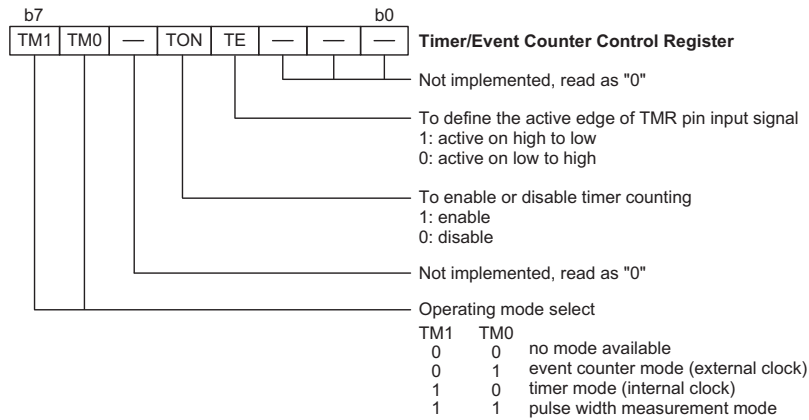 b7 b0
TM1 TM0 — TON TE — — — Timer/Event Counter Control Register
Not implemented, read as "0"
To define the active edge of TMR pin input signal
1: active on high to low
0: active on low to high
To enable or disable timer counting
1: enable
0: disable
Not implemented, read as "0"
Operating mode select
TM1 TM0
0 0 no mode available
0 1 event counter mode (external clock)
1 0 timer mode (internal clock)
1 1 pulse width measurement mode